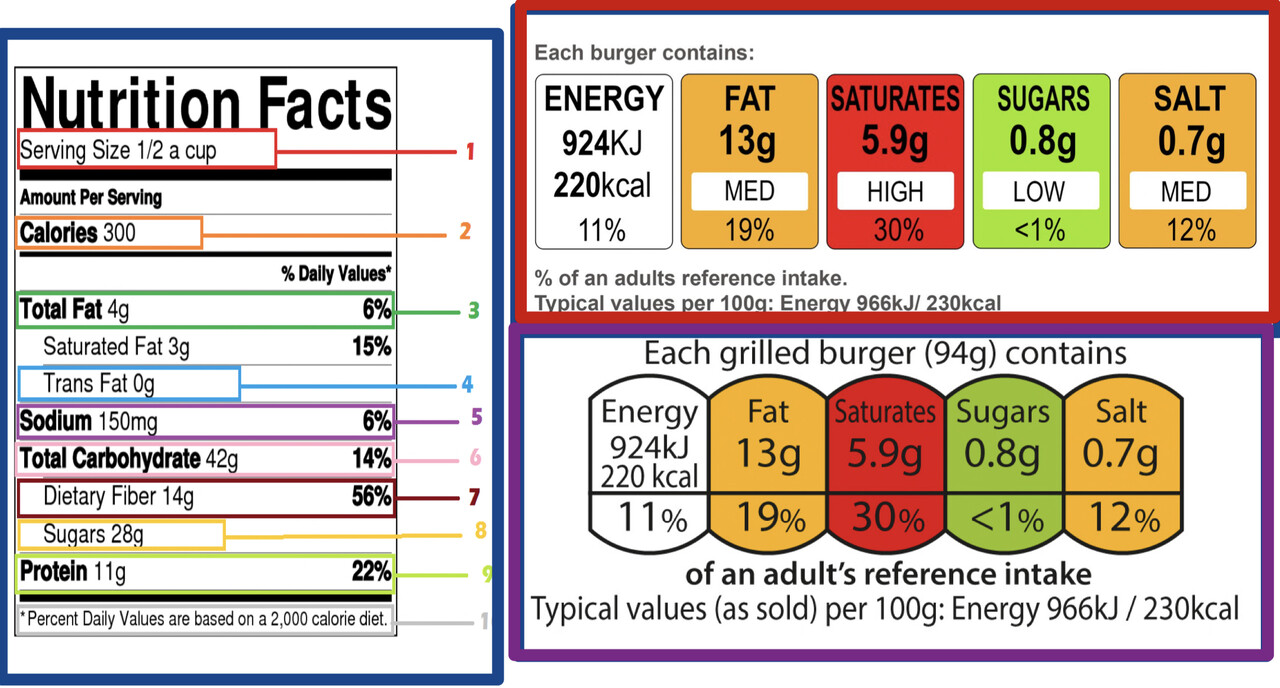 Nutrition Facts
Serving Size 1/2 a cup
1
Amount Per Serving
Calories 300
2
% Daily Values*
Total Fat 4g 6%
3
Saturated Fat 3g 15%
Trans Fat 0g
4
Sodium 150mg 6%
5
Total Carbohydrate 42g 14%
6
Dietary Fiber 14g 56%
7
Sugars 28g
8
Protein 11g 22%
9
* Percent Daily Values are based on a 2,000 calorie diet.
Each burger contains:
ENERGY FAT SATURATES SUGARS SALT
924KJ 13g 5.9g 0.8g 0.7g
220kcal MED HIGH LOW MED
11% 19% 30% <1% 12%
% of an adults reference intake.
Typical values per 100g: Energy 966kJ/ 230kcal
Each grilled burger (94g) contains
Energy Fat Saturates Sugars Salt
924kJ 13g 5.9g 0.8g 0.7g
220 kcal
11% 19% 30% <1% 12%
of an adult's reference intake
Typical values (as sold) per 100g: Energy 966kJ / 230kcal